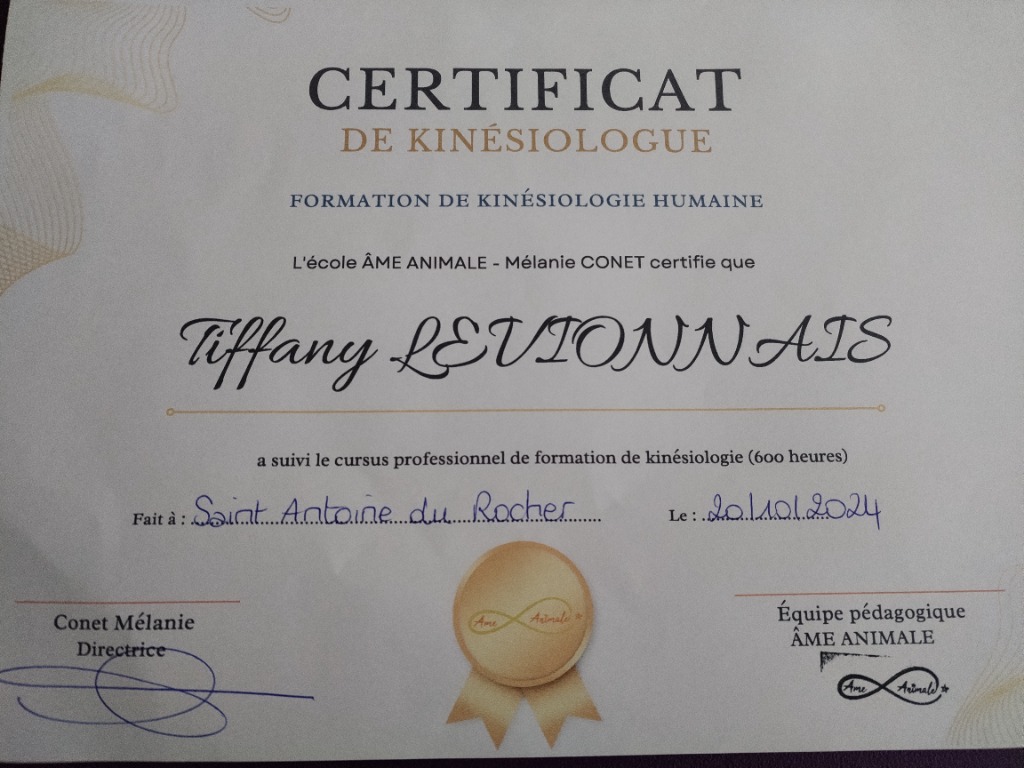 CERTIFICAT
DE KINÉSIOLOGUE
FORMATION DE KINÉSIOLOGIE HUMAINE
L'école ÂME ANIMALE - Mélanie CONET certifie que
Tiffany LEVIONNAIS
a suivi le cursus professionnel de formation de kinésiologie (600 heures)
Fait à : Saint Antoine du Rocher Le : 20/10/2024
Âme Animale
Conet Mélanie
Directrice
Équipe pédagogique
ÂME ANIMALE
Âme Animale